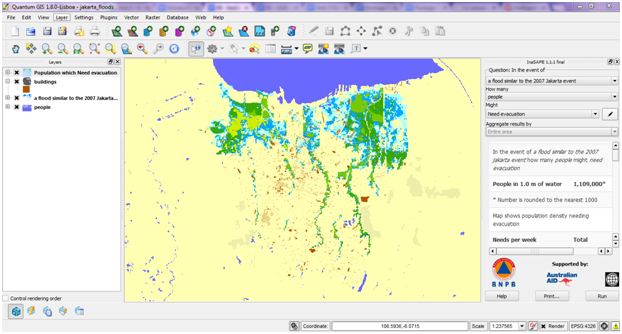 Quantum GIS 1.8.0-Lisboa - jakarta_floods
File Edit View Layer Settings Plugins Vector Raster Database Web Help
Layers
Population which Need evacuation
buildings
a flood similar to the 2007 Jakarta...
people
Control rendering order
InaSAFE 1.1.1 final
Question: In the event of
a flood similar to the 2007 Jakarta event
How many
people
Might
Need evacuation
Aggregate results by
Entire area
In the event of a flood similar to the 2007
Jakarta event how many people might need
evacuation
People in 1.0 m of water 1,109,000*
* Number is rounded to the nearest 1000
Map shows population density needing
evacuation
Needs per week Total
Supported by:
BNPB
Australian
AID
Help Print... Run
Coordinate: 106.5936,-6.0715 Scale 1:237585 Render EPSG:4326